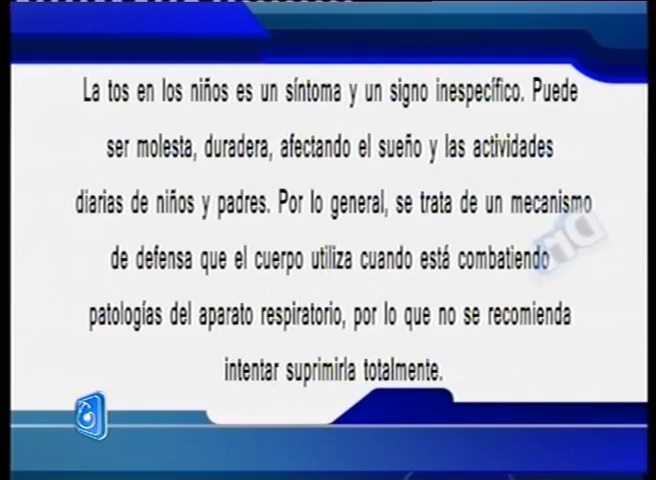 La tos en los niños es un síntoma y un signo inespecífico. Puede
ser molesta, duradera, afectando el sueño y las actividades
diarias de niños y padres. Por lo general, se trata de un mecanismo
de defensa que el cuerpo utiliza cuando está combatiendo
patologías del aparato respiratorio, por lo que no se recomienda
intentar suprimirla totalmente.